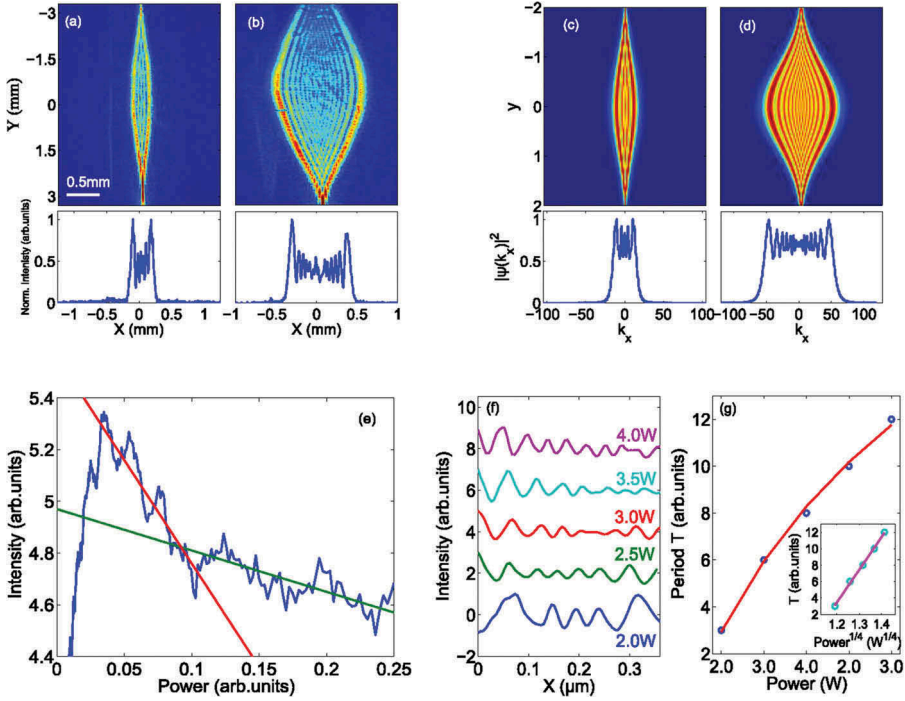 (a) (b) (c) (d)
-3 -1.5 0 1.5 3
Y (mm)
0.5mm
-2 -1 0 1 2
y
Norm. Intenisty (arb.units)
1 0.5 0
-1 -0.5 0 0.5 1
X (mm)
-1 -0.5 0 0.5 1
X (mm)
|ψ(kx)|²
1 0.5 0
-100 -50 0 50 100
kx
-100 -50 0 50 100
kx
(e)
5.4 5.2 5 4.8 4.6 4.4
Intensity (arb.units)
0 0.05 0.1 0.15 0.2 0.25
Power (arb.units)
(f)
10 8 6 4 2 0 -2
Intensity (arb.units)
4.0W
3.5W
3.0W
2.5W
2.0W
0 0.1 0.2 0.3
X (μm)
(g)
12 10 8 6 4 2
Period T (arb.units)
12 10 8 6 4 2
T (arb.units)
1.2 1.3 1.4
Power^1/4 (W^1/4)
2.0 3.0 4.0 2.0 3.0
Power (W)